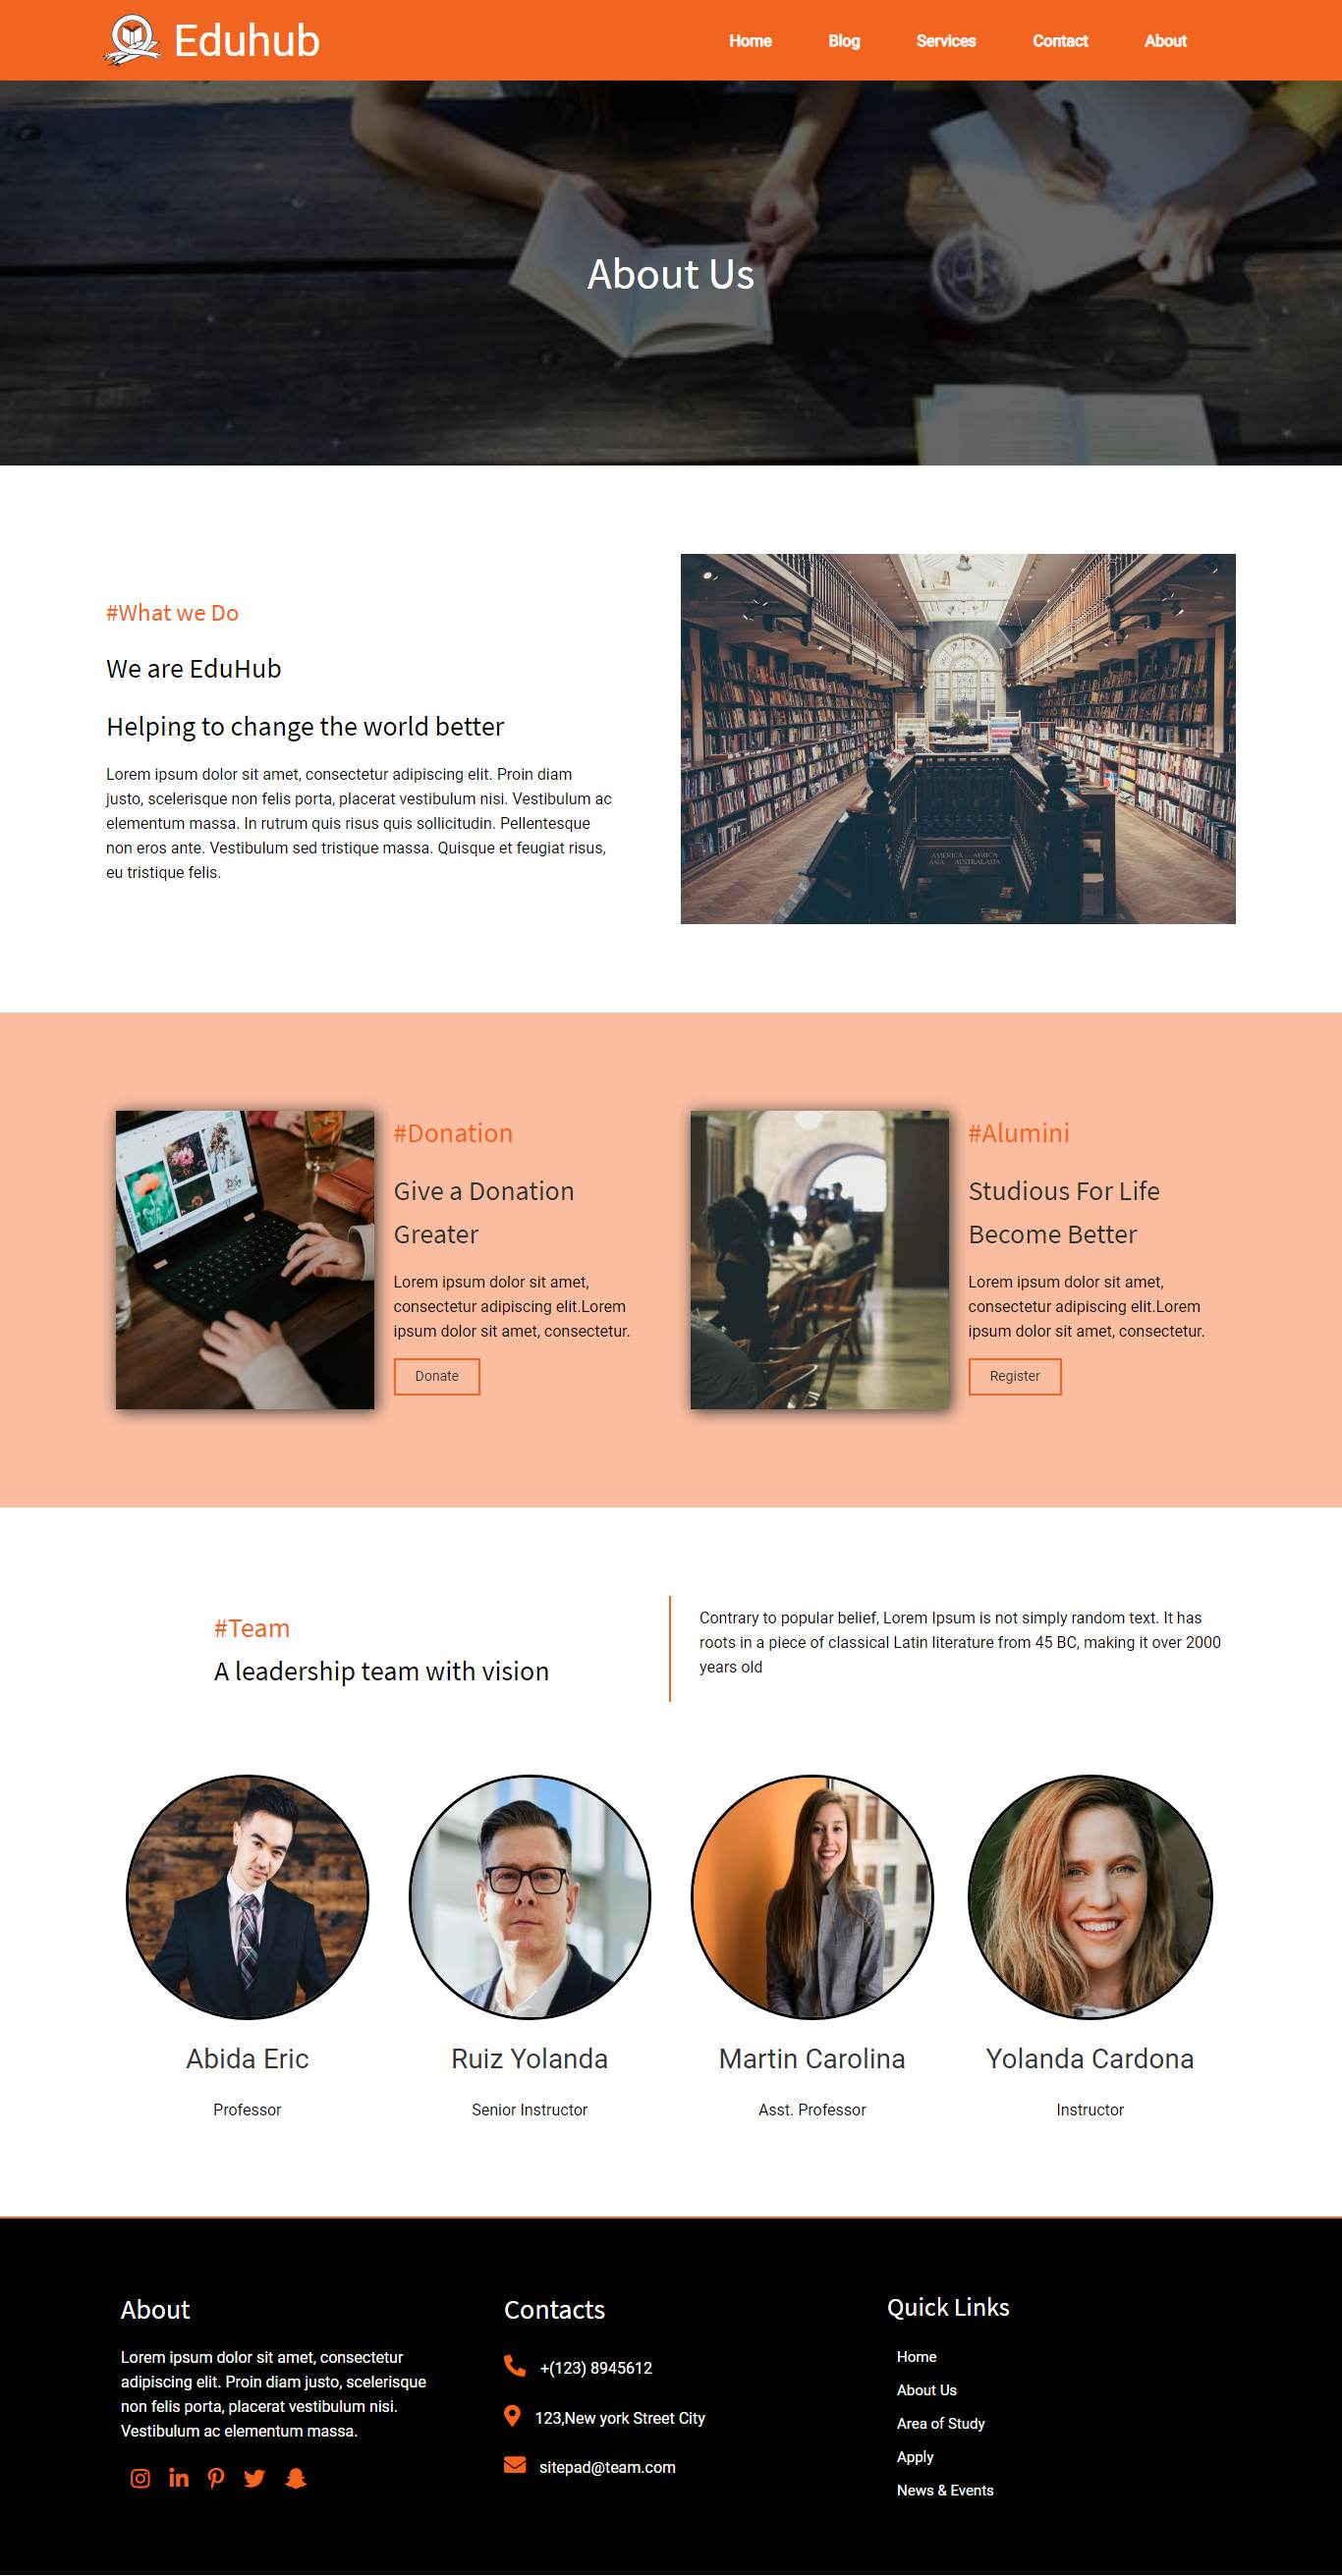 Eduhub
Home Blog Services Contact About
About Us
#What we Do
We are EduHub
Helping to change the world better
Lorem ipsum dolor sit amet, consectetur adipiscing elit. Proin diam
justo, scelerisque non felis porta, placerat vestibulum nisi. Vestibulum ac
elementum massa. In rutrum quis risus quis sollicitudin. Pellentesque
non eros ante. Vestibulum sed tristique massa. Quisque et feugiat risus,
eu tristique felis.
AMERICA AFRICA
ASIA AUSTRALASIA
#Donation
Give a Donation
Greater
Lorem ipsum dolor sit amet,
consectetur adipiscing elit.Lorem
ipsum dolor sit amet, consectetur.
Donate
#Alumini
Studious For Life
Become Better
Lorem ipsum dolor sit amet,
consectetur adipiscing elit.Lorem
ipsum dolor sit amet, consectetur.
Register
#Team
A leadership team with vision
Contrary to popular belief, Lorem Ipsum is not simply random text. It has
roots in a piece of classical Latin literature from 45 BC, making it over 2000
years old
Abida Eric
Professor
Ruiz Yolanda
Senior Instructor
Martin Carolina
Asst. Professor
Yolanda Cardona
Instructor
About
Lorem ipsum dolor sit amet, consectetur
adipiscing elit. Proin diam justo, scelerisque
non felis porta, placerat vestibulum nisi.
Vestibulum ac elementum massa.
Contacts
+(123) 8945612
123,New york Street City
sitepad@team.com
Quick Links
Home
About Us
Area of Study
Apply
News & Events